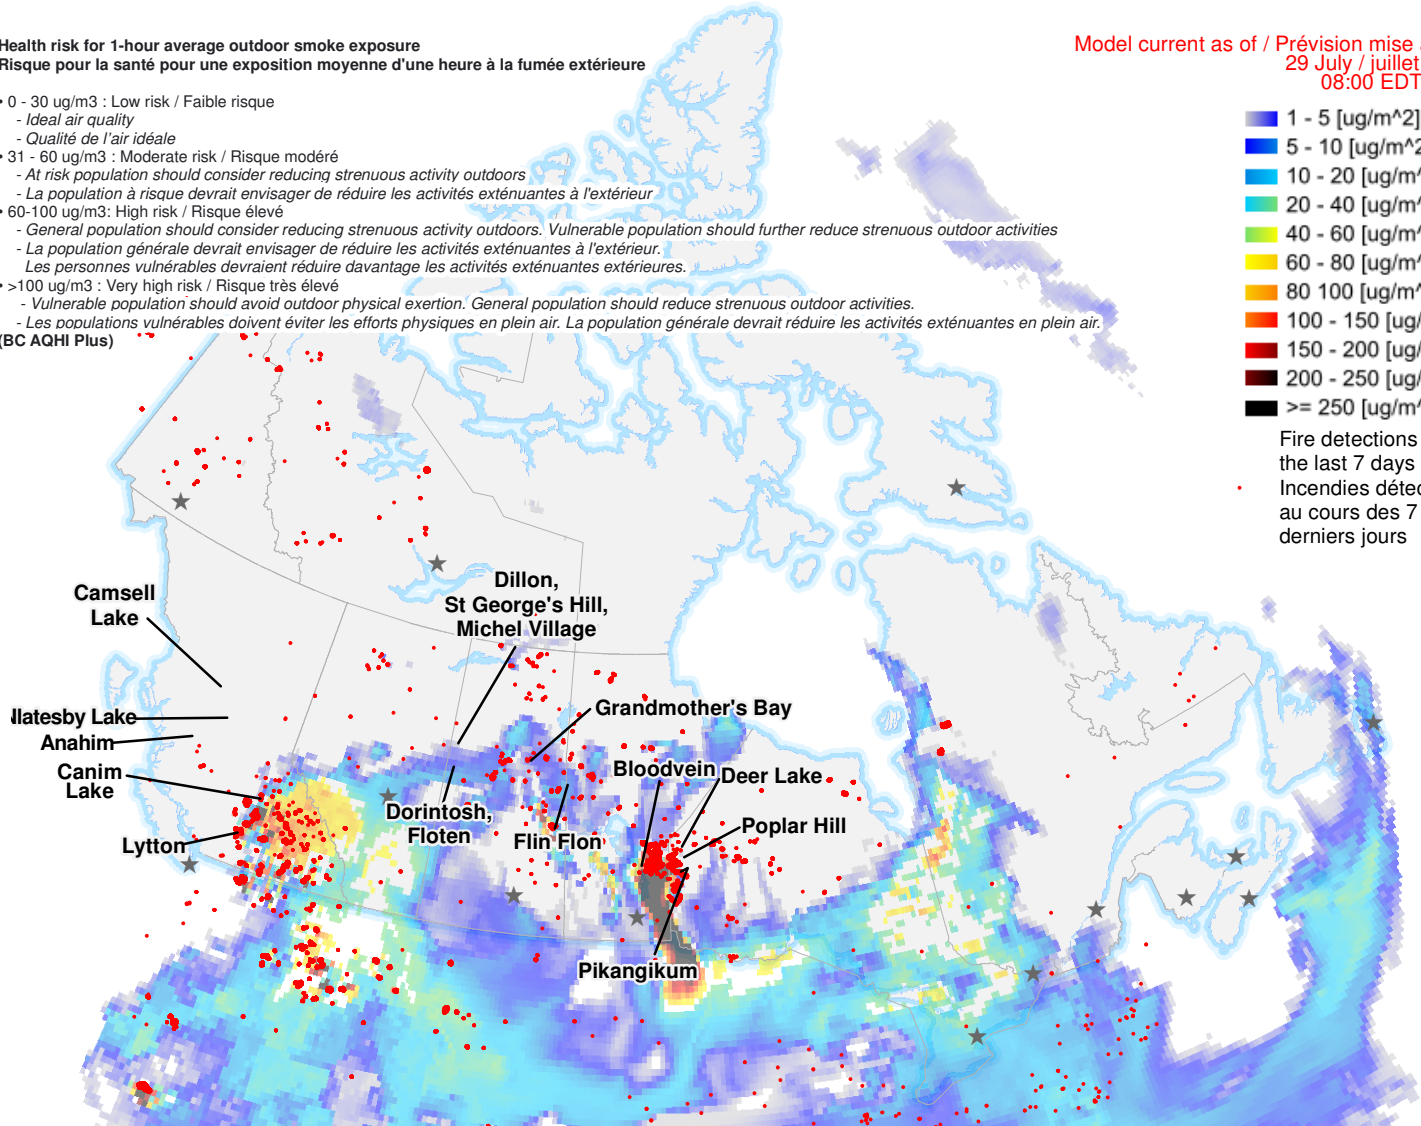 Health risk for 1-hour average outdoor smoke exposure
Risque pour la santé pour une exposition moyenne d'une heure à la fumée extérieure
• 0 - 30 ug/m3 : Low risk / Faible risque
- Ideal air quality
- Qualité de l'air idéale
• 31 - 60 ug/m3 : Moderate risk / Risque modéré
- At risk population should consider reducing strenuous activity outdoors
- La population à risque devrait envisager de réduire les activités exténuantes à l'extérieur
• 60-100 ug/m3: High risk / Risque élevé
- General population should consider reducing strenuous activity outdoors. Vulnerable population should further reduce strenuous outdoor activities
- La population générale devrait envisager de réduire les activités exténuantes à l'extérieur.
Les personnes vulnérables devraient réduire davantage les activités exténuantes extérieures.
• >100 ug/m3 : Very high risk / Risque très élevé
- Vulnerable population should avoid outdoor physical exertion. General population should reduce strenuous outdoor activities.
- Les populations vulnérables doivent éviter les efforts physiques en plein air. La population générale devrait réduire les activités exténuantes en plein air.
(BC AQHI Plus)
Model current as of / Prévision mise
29 July / juillet
08:00 EDT
1 - 5 [ug/m^2]
5 - 10 [ug/m^2
10 - 20 [ug/m^
20 - 40 [ug/m^
40 - 60 [ug/m^
60 - 80 [ug/m^
80 100 [ug/m^
100 - 150 [ug/
150 - 200 [ug/
200 - 250 [ug/
>= 250 [ug/m^
Fire detections
the last 7 days
Incendies détec
au cours des 7
derniers jours
Camsell
Lake
Dillon,
St George's Hill,
Michel Village
latesby Lake
Anahim
Canim
Lake
Lytton
Grandmother's Bay
Bloodvein
Deer Lake
Poplar Hill
Dorintosh,
Floten
Flin Flon
Pikangikum